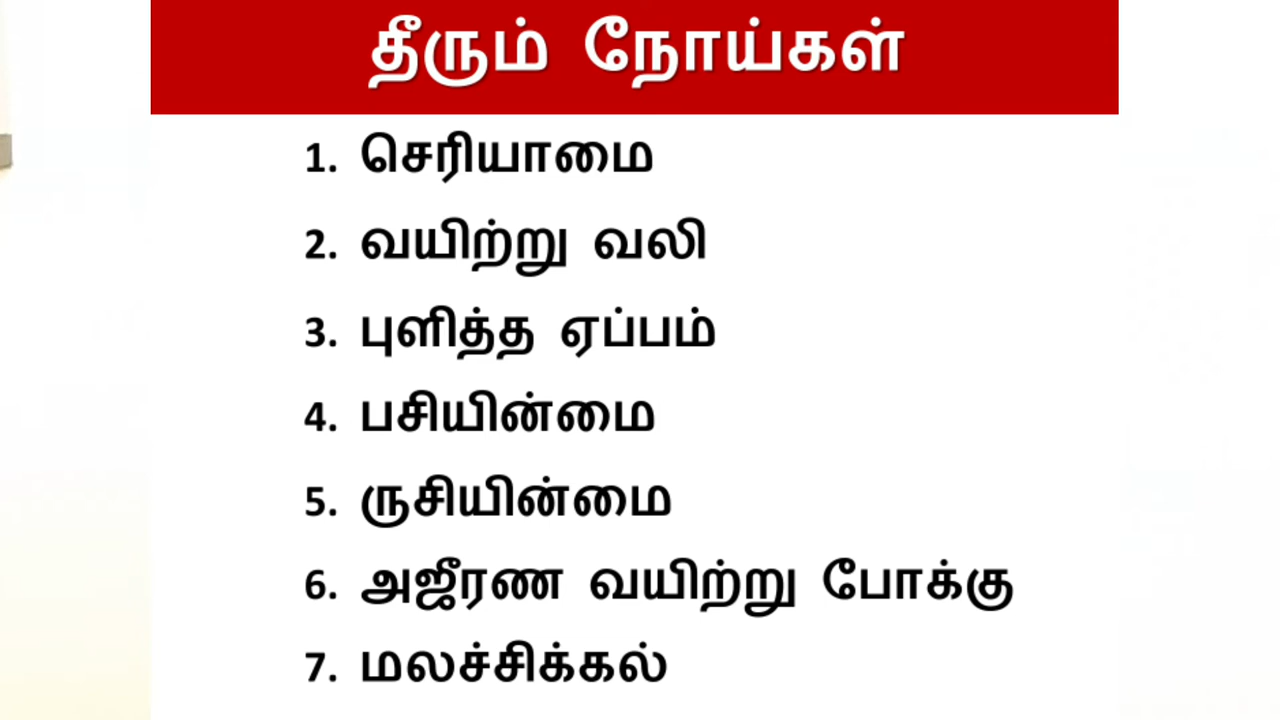 தீரும் நோய்கள்
1. செரியாமை
2. வயிற்று வலி
3. புளித்த ஏப்பம்
4. பசியின்மை
5. ருசியின்மை
6. அஜீரண வயிற்று போக்கு
7. மலச்சிக்கல்